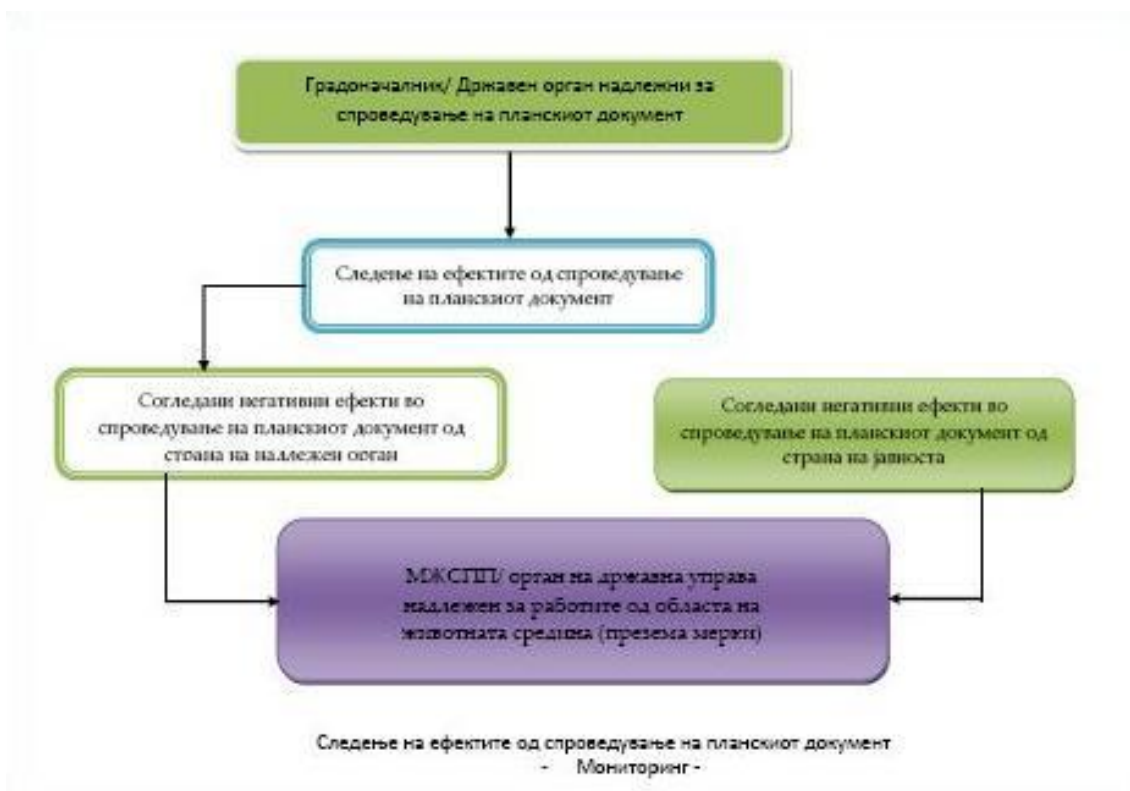 Градоначалник/ Државен орган надлежни за
спроведување на планскиот документ
Следење на ефектите од спроведување
на планскиот документ
Согледани негативни ефекти во
спроведување на планскиот документ од
страна на надлежен орган
Согледани негативни ефекти во
спроведување на планскиот документ од
страна на јавноста
МЖСПП/ орган на државна управа
надлежен за работите од областа на
животната средина (презема мерки)
Следење на ефектите од спроведување на планскиот документ
- Мониторинг -